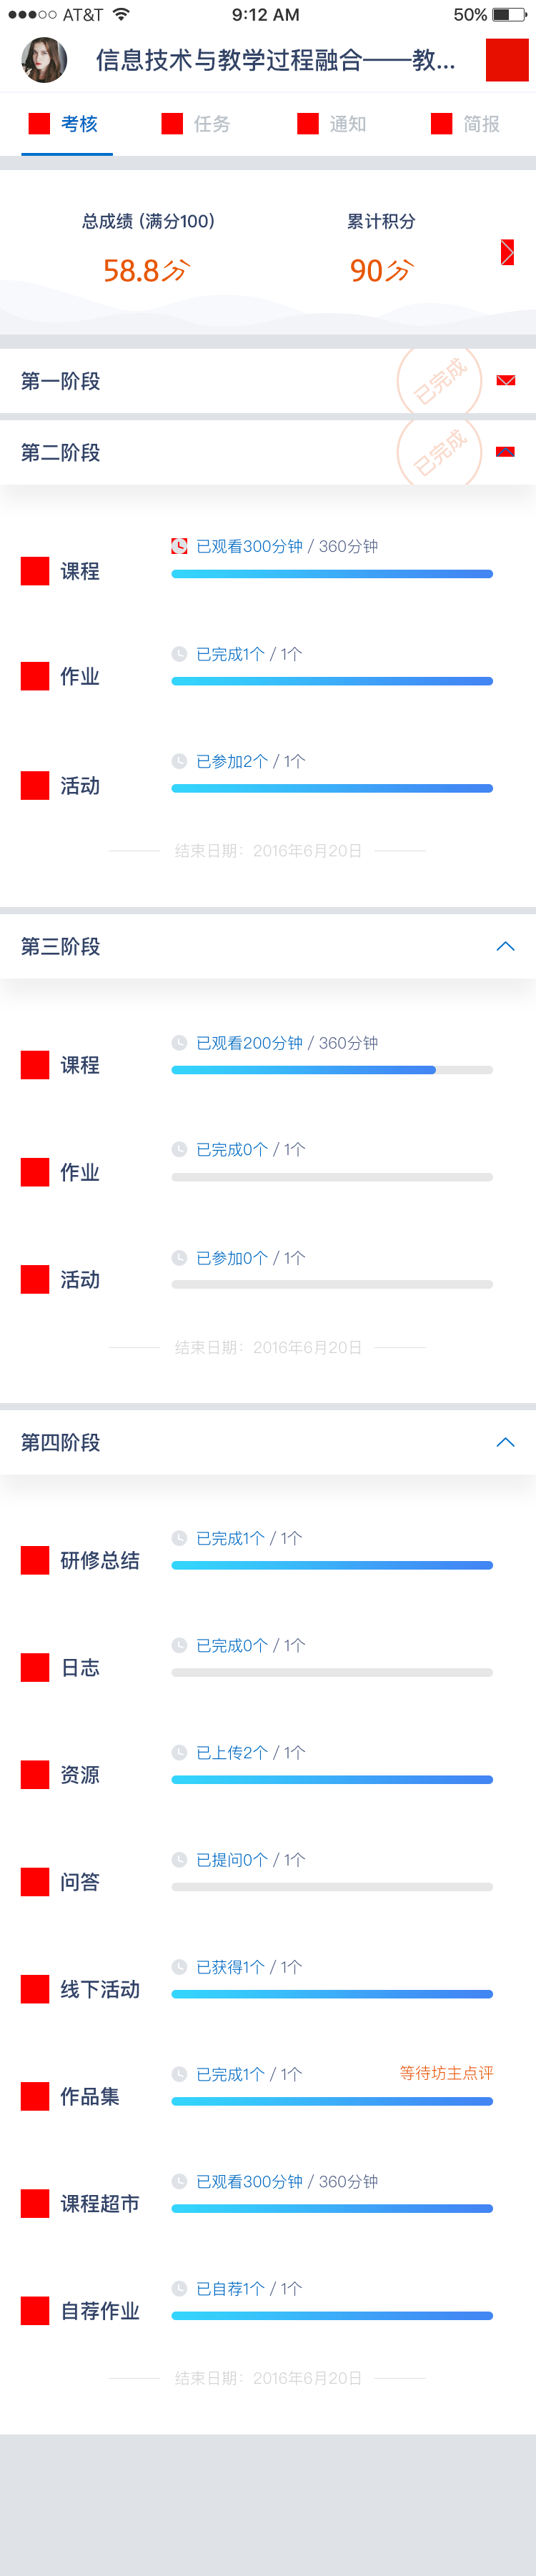 AT&T 9:12 AM 50%
信息技术与教学过程融合——教...
考核 任务 通知 简报
总成绩 (满分100) 累计积分
58.8分 90分
第一阶段 已完成
第二阶段 已完成
已观看300分钟 / 360分钟
课程
已完成1个 / 1个
作业
已参加2个 / 1个
活动
结束日期：2016年6月20日
第三阶段
已观看200分钟 / 360分钟
课程
已完成0个 / 1个
作业
已参加0个 / 1个
活动
结束日期：2016年6月20日
第四阶段
已完成1个 / 1个
研修总结
已完成0个 / 1个
日志
已上传2个 / 1个
资源
已提问0个 / 1个
问答
已获得1个 / 1个
线下活动
已完成1个 / 1个 等待坊主点评
作品集
已观看300分钟 / 360分钟
课程超市
已自荐1个 / 1个
自荐作业
结束日期：2016年6月20日